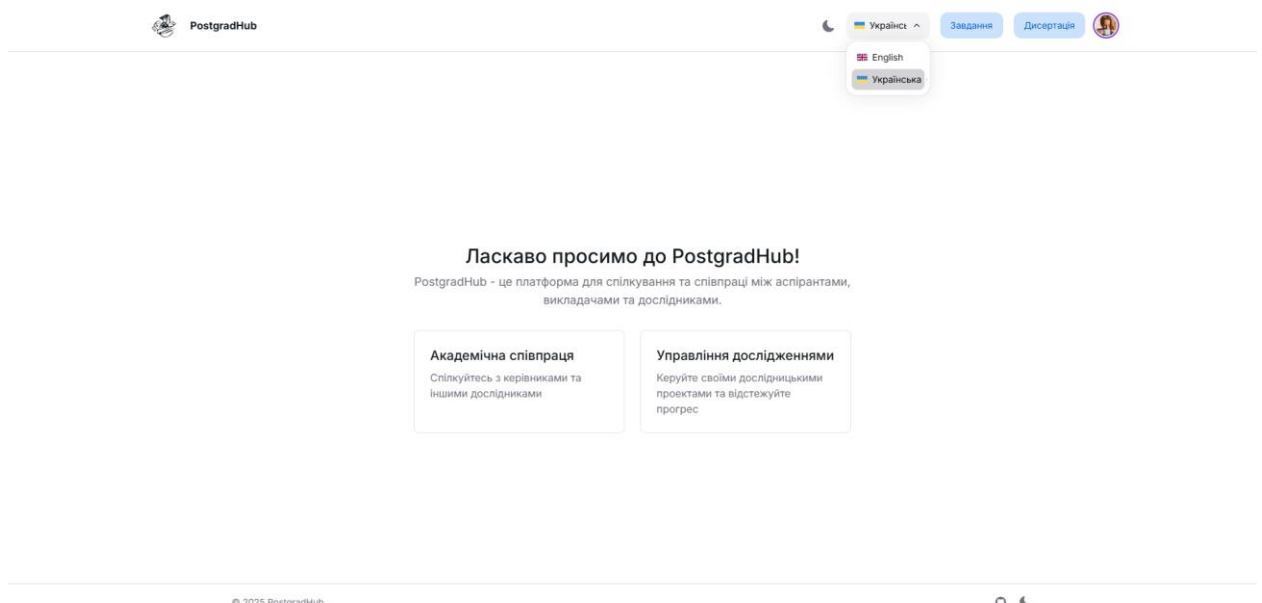 PostgradHub
Українсь
Завдання
Дисертація
English
Українська
Ласкаво просимо до PostgradHub!
PostgradHub - це платформа для спілкування та співпраці між аспірантами,
викладачами та дослідниками.
Академічна співпраця
Спілкуйтесь з керівниками та
іншими дослідниками
Управління дослідженнями
Керуйте своїми дослідницькими
проектами та відстежуйте
прогрес
© 2025 PostgradHub